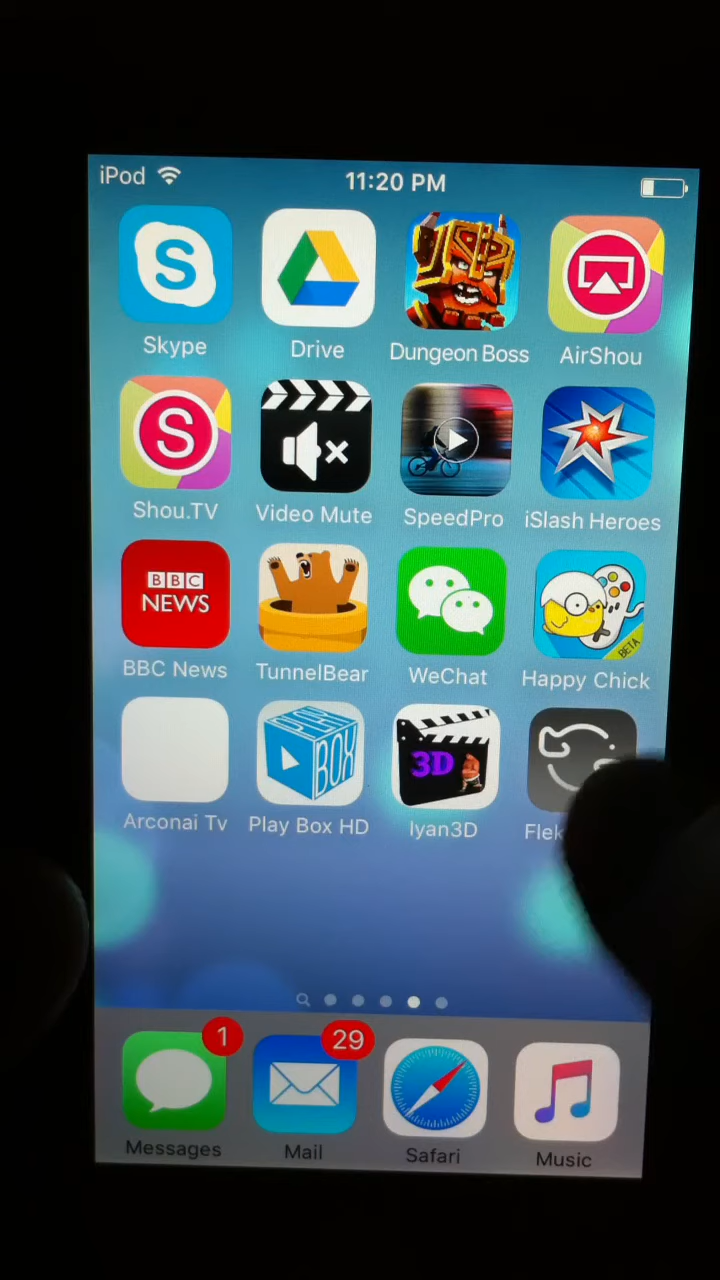 iPod 11:20 PM
S
Skype Drive Dungeon Boss AirShou
S
Shou.TV Video Mute SpeedPro iSlash Heroes
BBC
NEWS
BETA
BBC News TunnelBear WeChat Happy Chick
PLAY
BOX
3D
Arconai Tv Play Box HD Iyan3D Flek
1 29
Messages Mail Safari Music